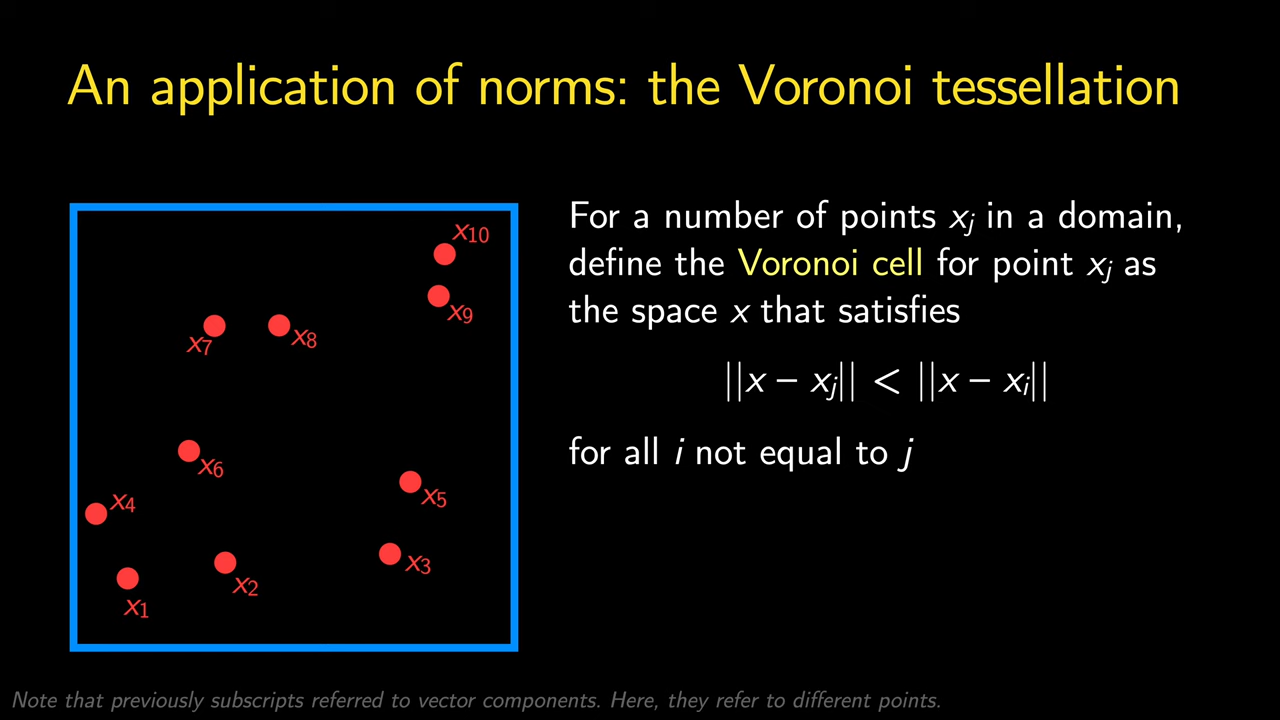 An application of norms: the Voronoi tessellation
For a number of points xⱼ in a domain,
define the Voronoi cell for point xⱼ as
the space x that satisfies
||x − xⱼ|| < ||x − xᵢ||
for all i not equal to j
x₁₀
x₉
x₇
x₈
x₆
x₄
x₅
x₃
x₂
x₁
Note that previously subscripts referred to vector components. Here, they refer to different points.